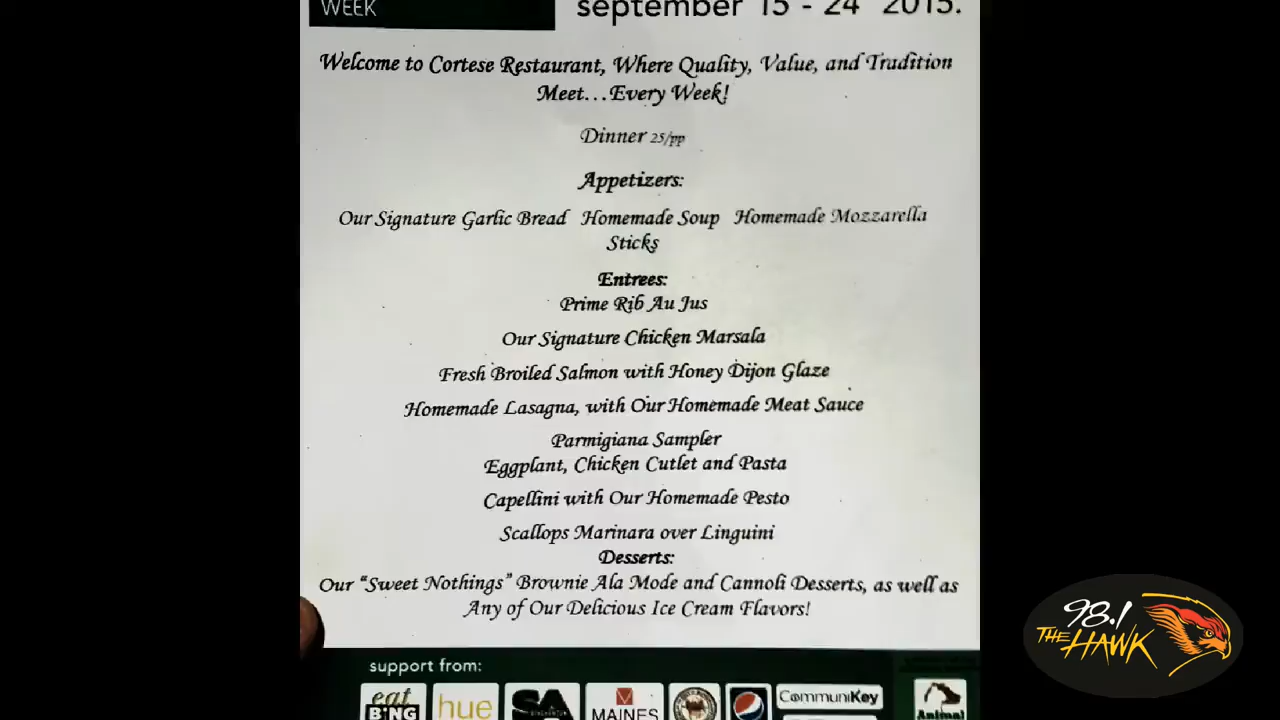 WEEK
september 15 - 24 2015.
Welcome to Cortese Restaurant, Where Quality, Value, and Tradition
Meet...Every Week!
Dinner 25/pp
Appetizers:
Our Signature Garlic Bread Homemade Soup Homemade Mozzarella
Sticks
Entrees:
Prime Rib Au Jus
Our Signature Chicken Marsala
Fresh Broiled Salmon with Honey Dijon Glaze
Homemade Lasagna, with Our Homemade Meat Sauce
Parmigiana Sampler
Eggplant, Chicken Cutlet and Pasta
Capellini with Our Homemade Pesto
Scallops Marinara over Linguini
Desserts:
Our "Sweet Nothings" Brownie Ala Mode and Cannoli Desserts, as well as
Any of Our Delicious Ice Cream Flavors!
support from:
eat
BING
hue
SA
MAINES
CommuniKey
Animal
98.1
THE HAWK